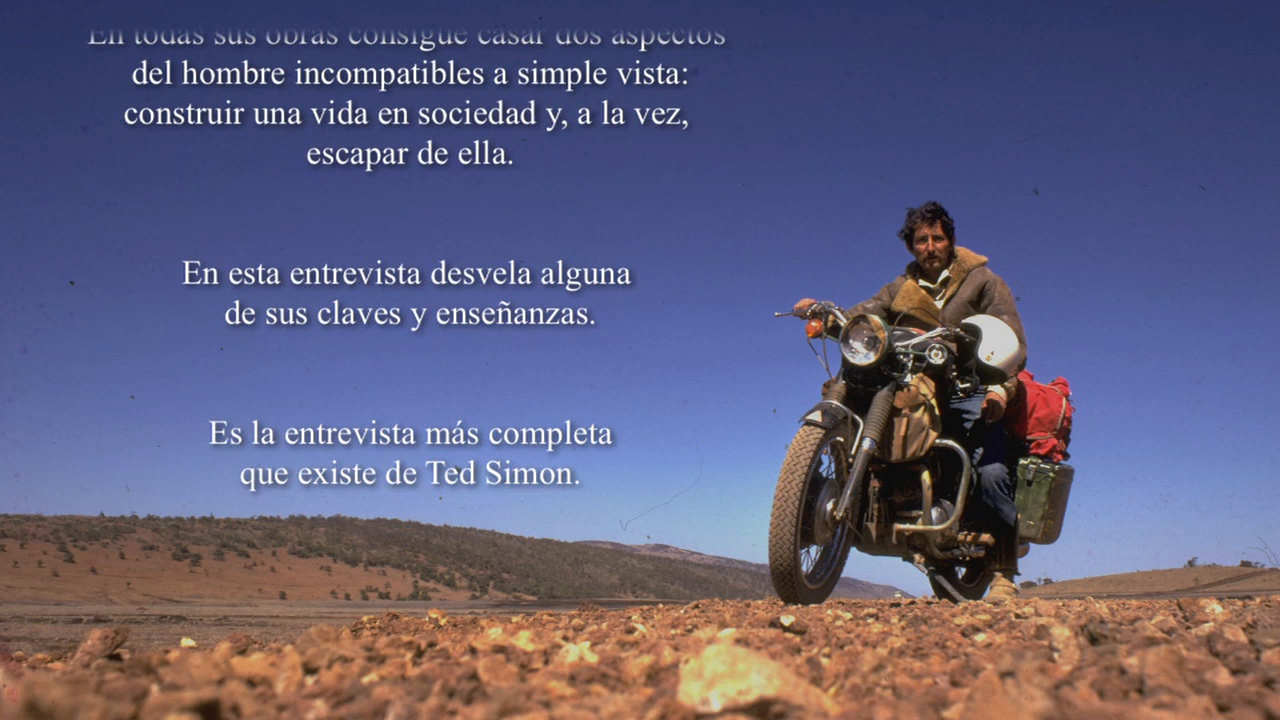 En todas sus obras consigue casar dos aspectos
del hombre incompatibles a simple vista:
construir una vida en sociedad y, a la vez,
escapar de ella.
En esta entrevista desvela alguna
de sus claves y enseñanzas.
Es la entrevista más completa
que existe de Ted Simon.